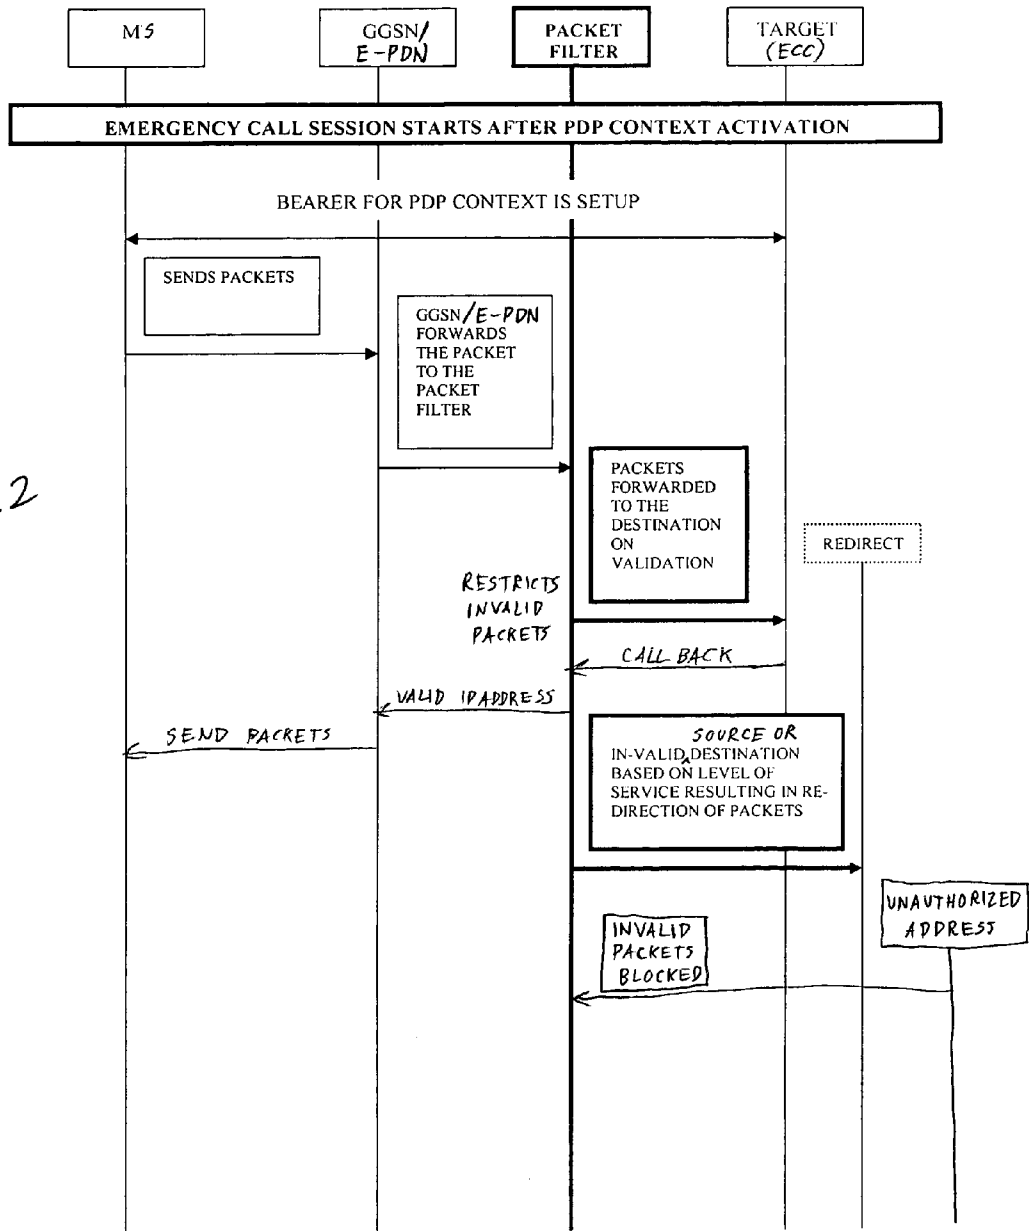 MS
GGSN/
E-PDN
PACKET
FILTER
TARGET
(ECC)
EMERGENCY CALL SESSION STARTS AFTER PDP CONTEXT ACTIVATION
BEARER FOR PDP CONTEXT IS SETUP
SENDS PACKETS
GGSN/E-PDN
FORWARDS
THE PACKET
TO THE
PACKET
FILTER
2
PACKETS
FORWARDED
TO THE
DESTINATION
ON
VALIDATION
REDIRECT
RESTRICTS
INVALID
PACKETS
CALL BACK
VALID IPADDRESS
SEND PACKETS
SOURCE OR
IN-VALID DESTINATION
BASED ON LEVEL OF
SERVICE RESULTING IN RE-
DIRECTION OF PACKETS
UNAUTHORIZED
ADDRESS
INVALID
PACKETS
BLOCKED